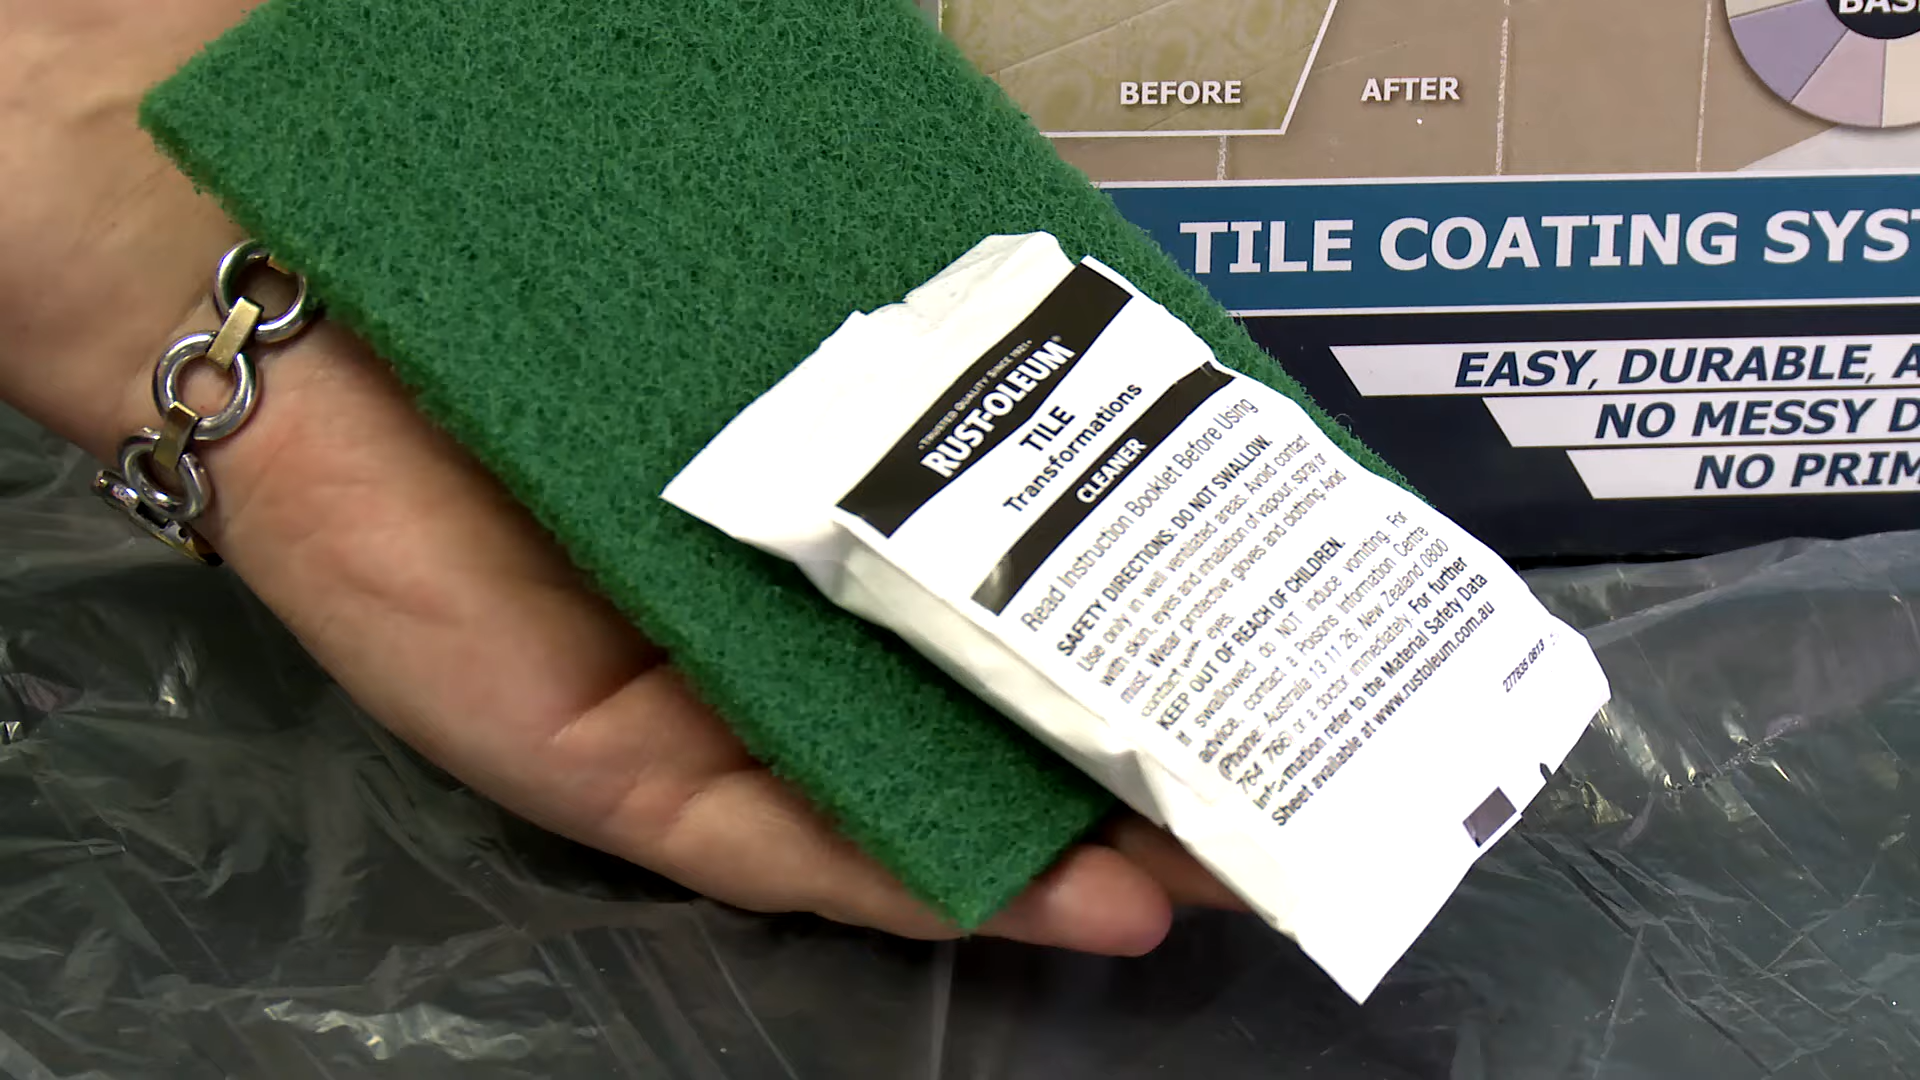 BEFORE
AFTER
TILE COATING SYS
EASY, DURABLE, A
NO MESSY D
NO PRIM
BAS
•TRUSTED QUALITY SINCE 1921•
RUST-OLEUM®
TILE
Transformations
CLEANER
Read Instruction Booklet Before Using
SAFETY DIRECTIONS: DO NOT SWALLOW.
Use only in well ventilated areas. Avoid contact
with skin, eyes and inhalation of vapour, spray or
mist. Wear protective gloves and clothing. Avoid
contact with eyes.
KEEP OUT OF REACH OF CHILDREN.
If swallowed do NOT induce vomiting. For
advice, contact a Poisons Information Centre
(Phone: Australia 13 11 26, New Zealand 0800
764 766) or a doctor immediately. For further
information refer to the Material Safety Data
Sheet available at www.rustoleum.com.au
277835 0813